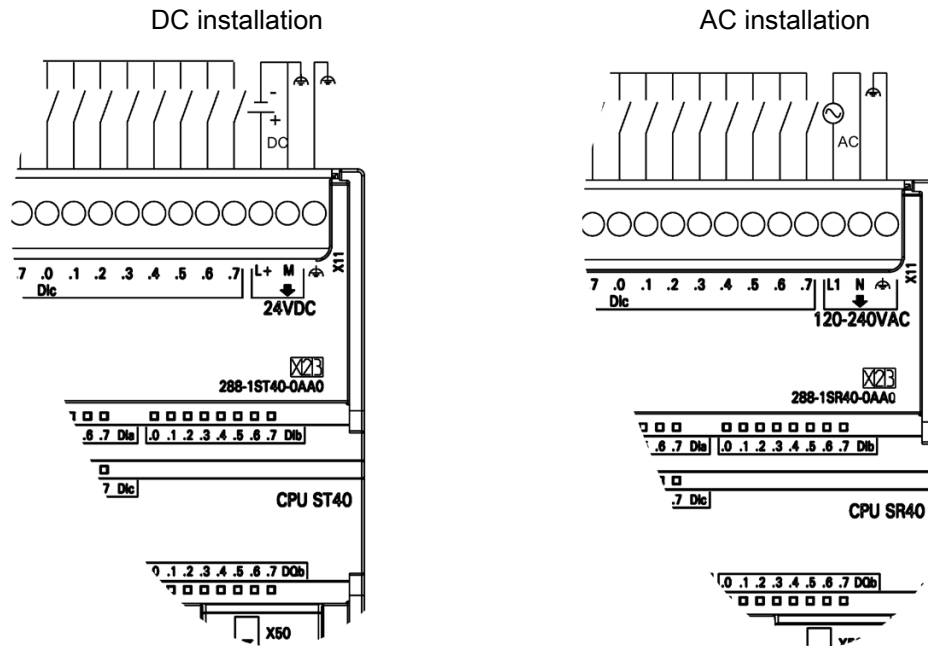 DC installation
AC installation
-
+
DC
.7 .0 .1 .2 .3 .4 .5 .6 .7 L+ M
DIc
24VDC
X11
X23
288-1ST40-0AA0
.6 .7 DIa .0 .1 .2 .3 .4 .5 .6 .7 DIb
7 DIc
CPU ST40
.0 .1 .2 .3 .4 .5 .6 .7 DQb
X50
AC
7 .0 .1 .2 .3 .4 .5 .6 .7 L1 N
DIc
120-240VAC
X11
X23
288-1SR40-0AA0
.6 .7 DIa .0 .1 .2 .3 .4 .5 .6 .7 DIb
.7 DIc
CPU SR40
.0 .1 .2 .3 .4 .5 .6 .7 DQb